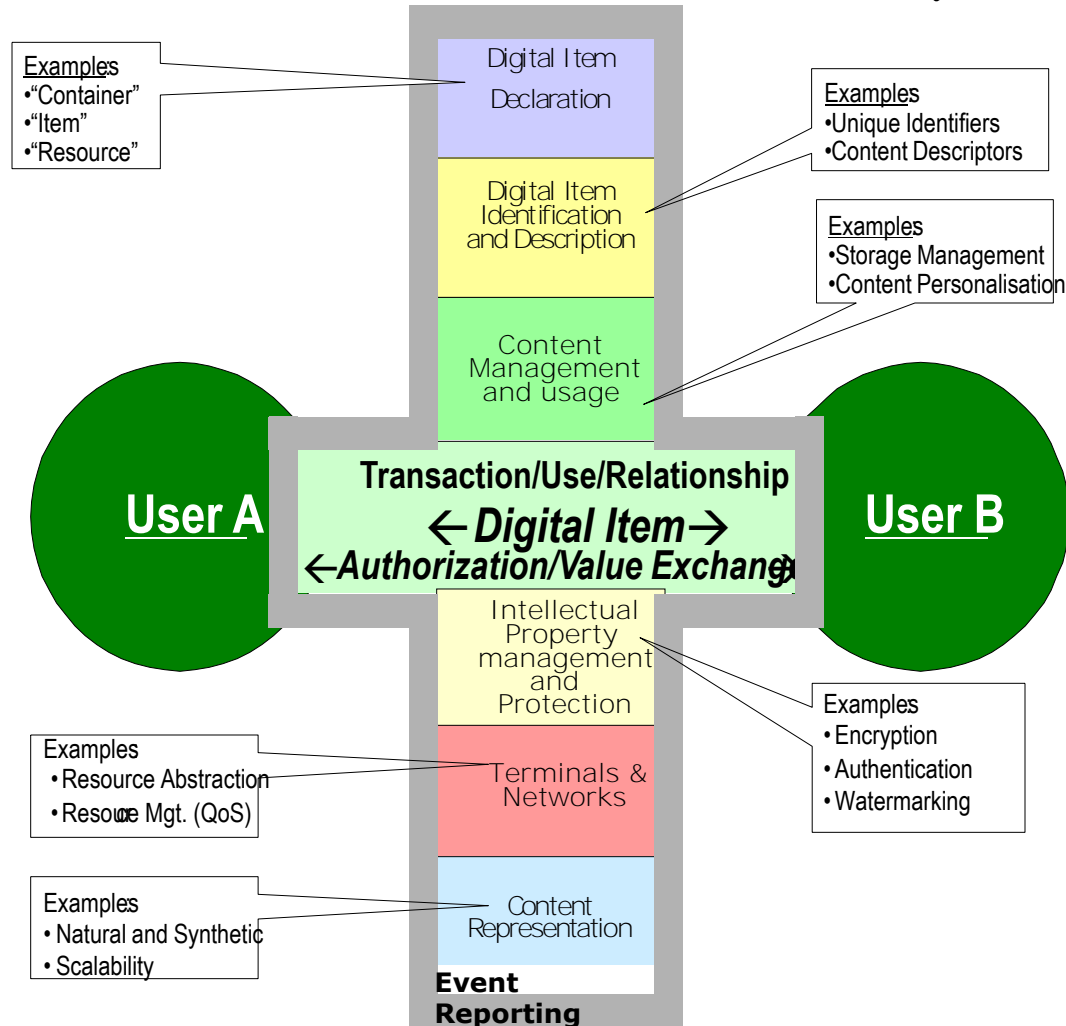 Digital Item
Declaration
Examples
•“Container”
•“Item”
•“Resource”
Examples
•Unique Identifiers
•Content Descriptors
Digital Item
Identification
and Description
Examples
•Storage Management
•Content Personalisation
Content
Management
and usage
Transaction/Use/Relationship
←Digital Item→
←Authorization/Value Exchange→
User A
User B
Intellectual
Property
management
and
Protection
Examples
• Encryption
• Authentication
• Watermarking
Examples
• Resource Abstraction
• Resource Mgt. (QoS)
Terminals &
Networks
Examples
• Natural and Synthetic
• Scalability
Content
Representation
Event
Reporting